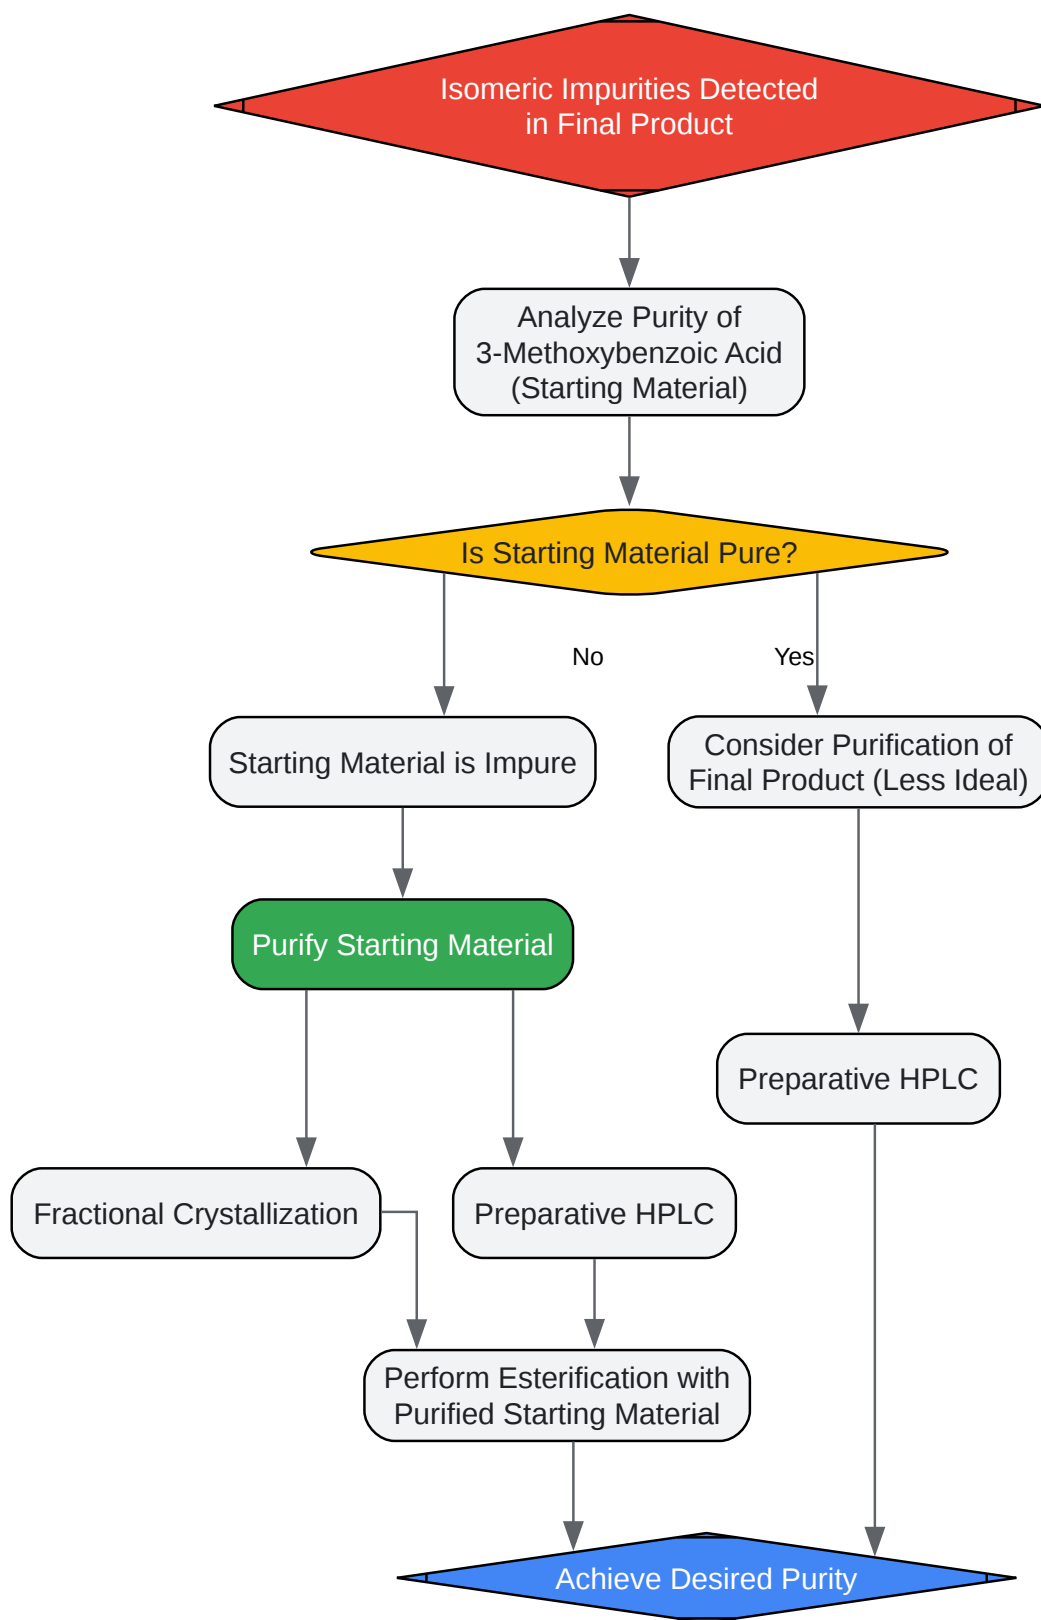 Isomeric Impurities Detected
in Final Product
Analyze Purity of
3-Methoxybenzoic Acid
(Starting Material)
Is Starting Material Pure?
No
Yes
Starting Material is Impure
Consider Purification of
Final Product (Less Ideal)
Purify Starting Material
Preparative HPLC
Fractional Crystallization
Preparative HPLC
Perform Esterification with
Purified Starting Material
Achieve Desired Purity